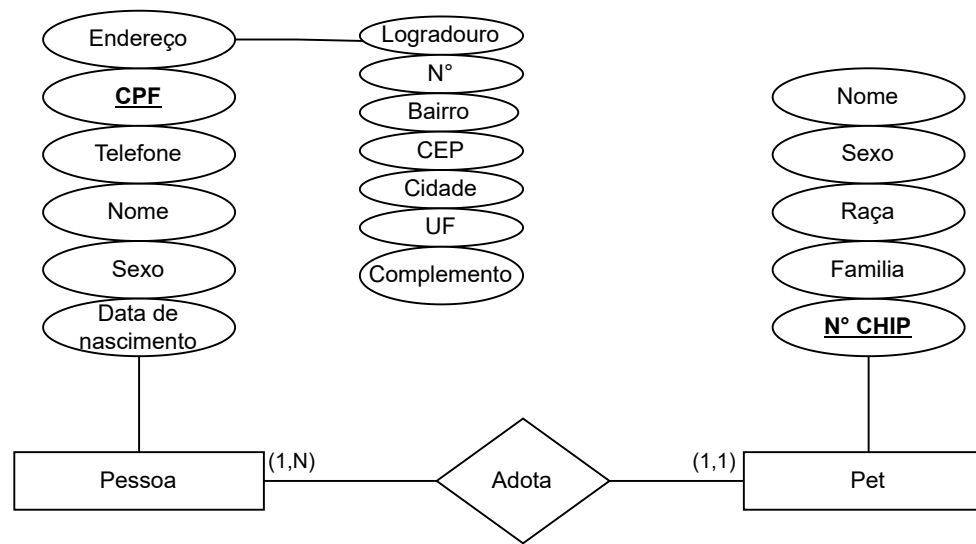 Endereço
CPF
Telefone
Nome
Sexo
Data de
nascimento
Logradouro
N°
Bairro
CEP
Cidade
UF
Complemento
Nome
Sexo
Raça
Familia
N° CHIP
Pessoa
(1,N)
Adota
(1,1)
Pet